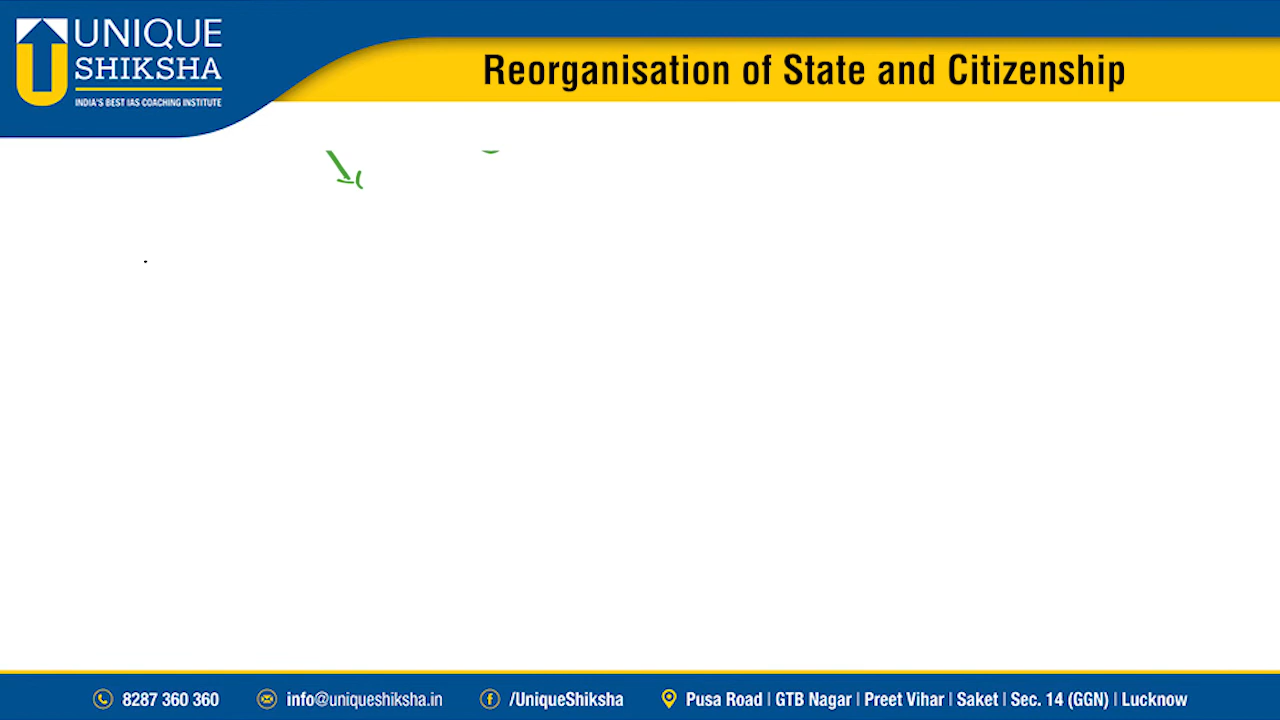 UNIQUE
SHIKSHA
INDIA'S BEST IAS COACHING INSTITUTE
Reorganisation of State and Citizenship
8287 360 360
info@uniqueshiksha.in
/UniqueShiksha
Pusa Road | GTB Nagar | Preet Vihar | Saket | Sec. 14 (GGN) | Lucknow